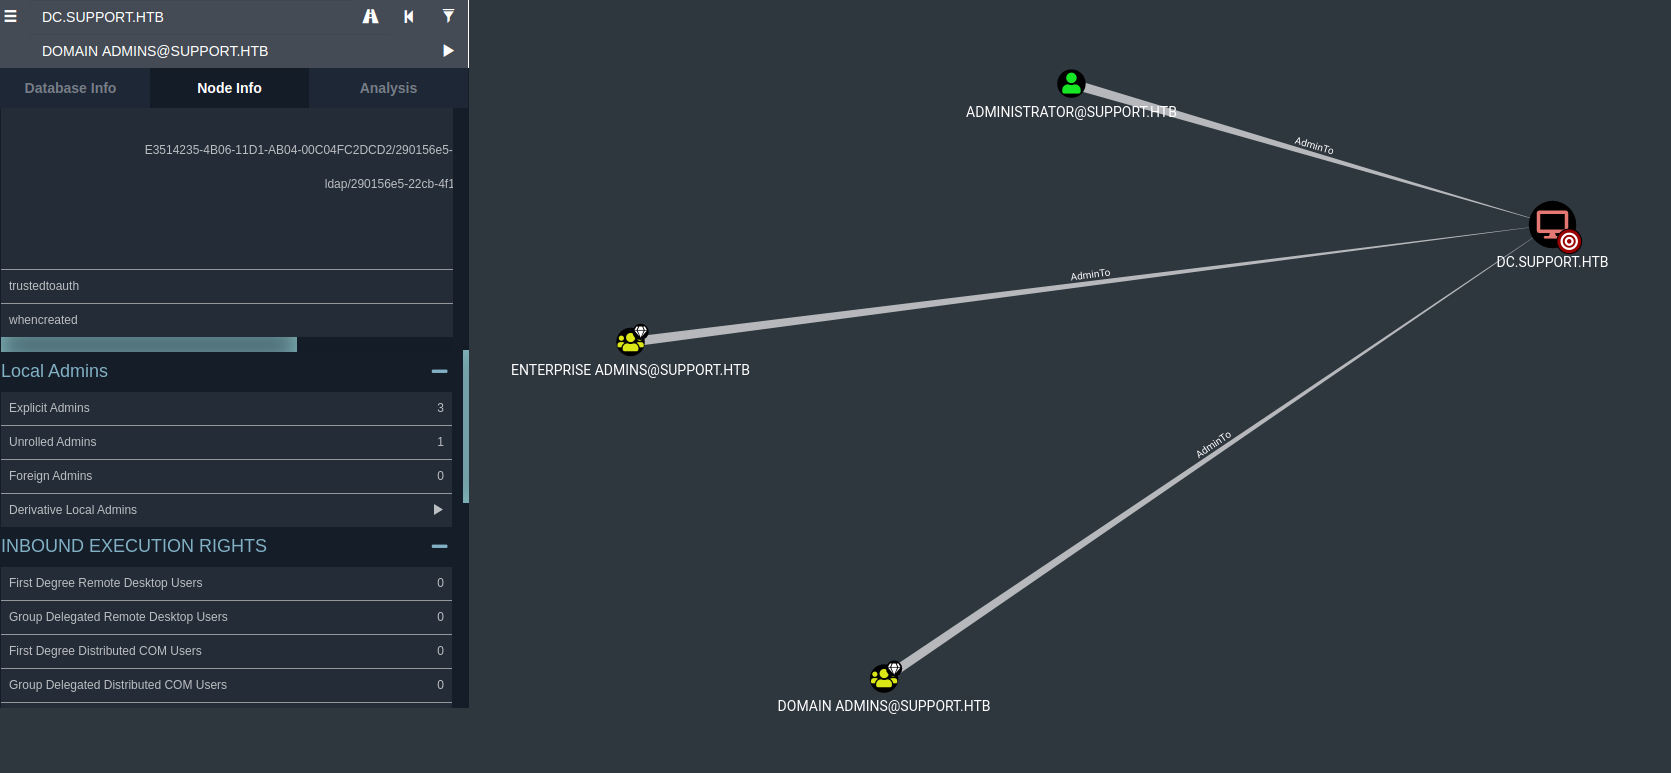 DC.SUPPORT.HTB
DOMAIN ADMINS@SUPPORT.HTB
Database Info
Node Info
Analysis
E3514235-4B06-11D1-AB04-00C04FC2DCD2/290156e5-
ldap/290156e5-22cb-4f1
trustedtoauth
whencreated
Local Admins
Explicit Admins 3
Unrolled Admins 1
Foreign Admins 0
Derivative Local Admins
INBOUND EXECUTION RIGHTS
First Degree Remote Desktop Users 0
Group Delegated Remote Desktop Users 0
First Degree Distributed COM Users 0
Group Delegated Distributed COM Users 0
ADMINISTRATOR@SUPPORT.HTB
AdminTo
DC.SUPPORT.HTB
AdminTo
ENTERPRISE ADMINS@SUPPORT.HTB
AdminTo
DOMAIN ADMINS@SUPPORT.HTB